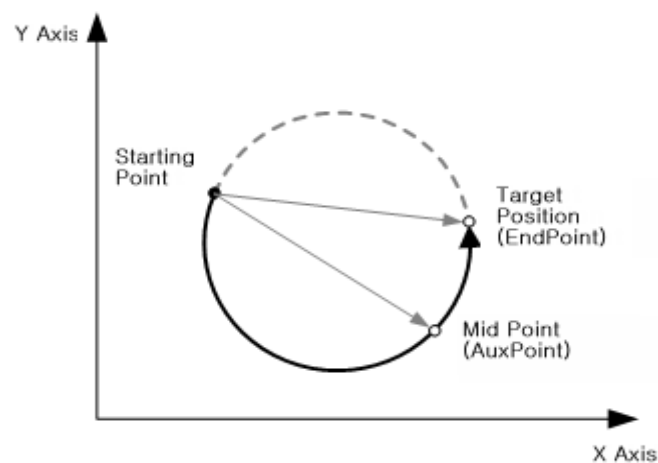 Y Axis
Starting
Point
Target
Position
(EndPoint)
Mid Point
(AuxPoint)
X Axis